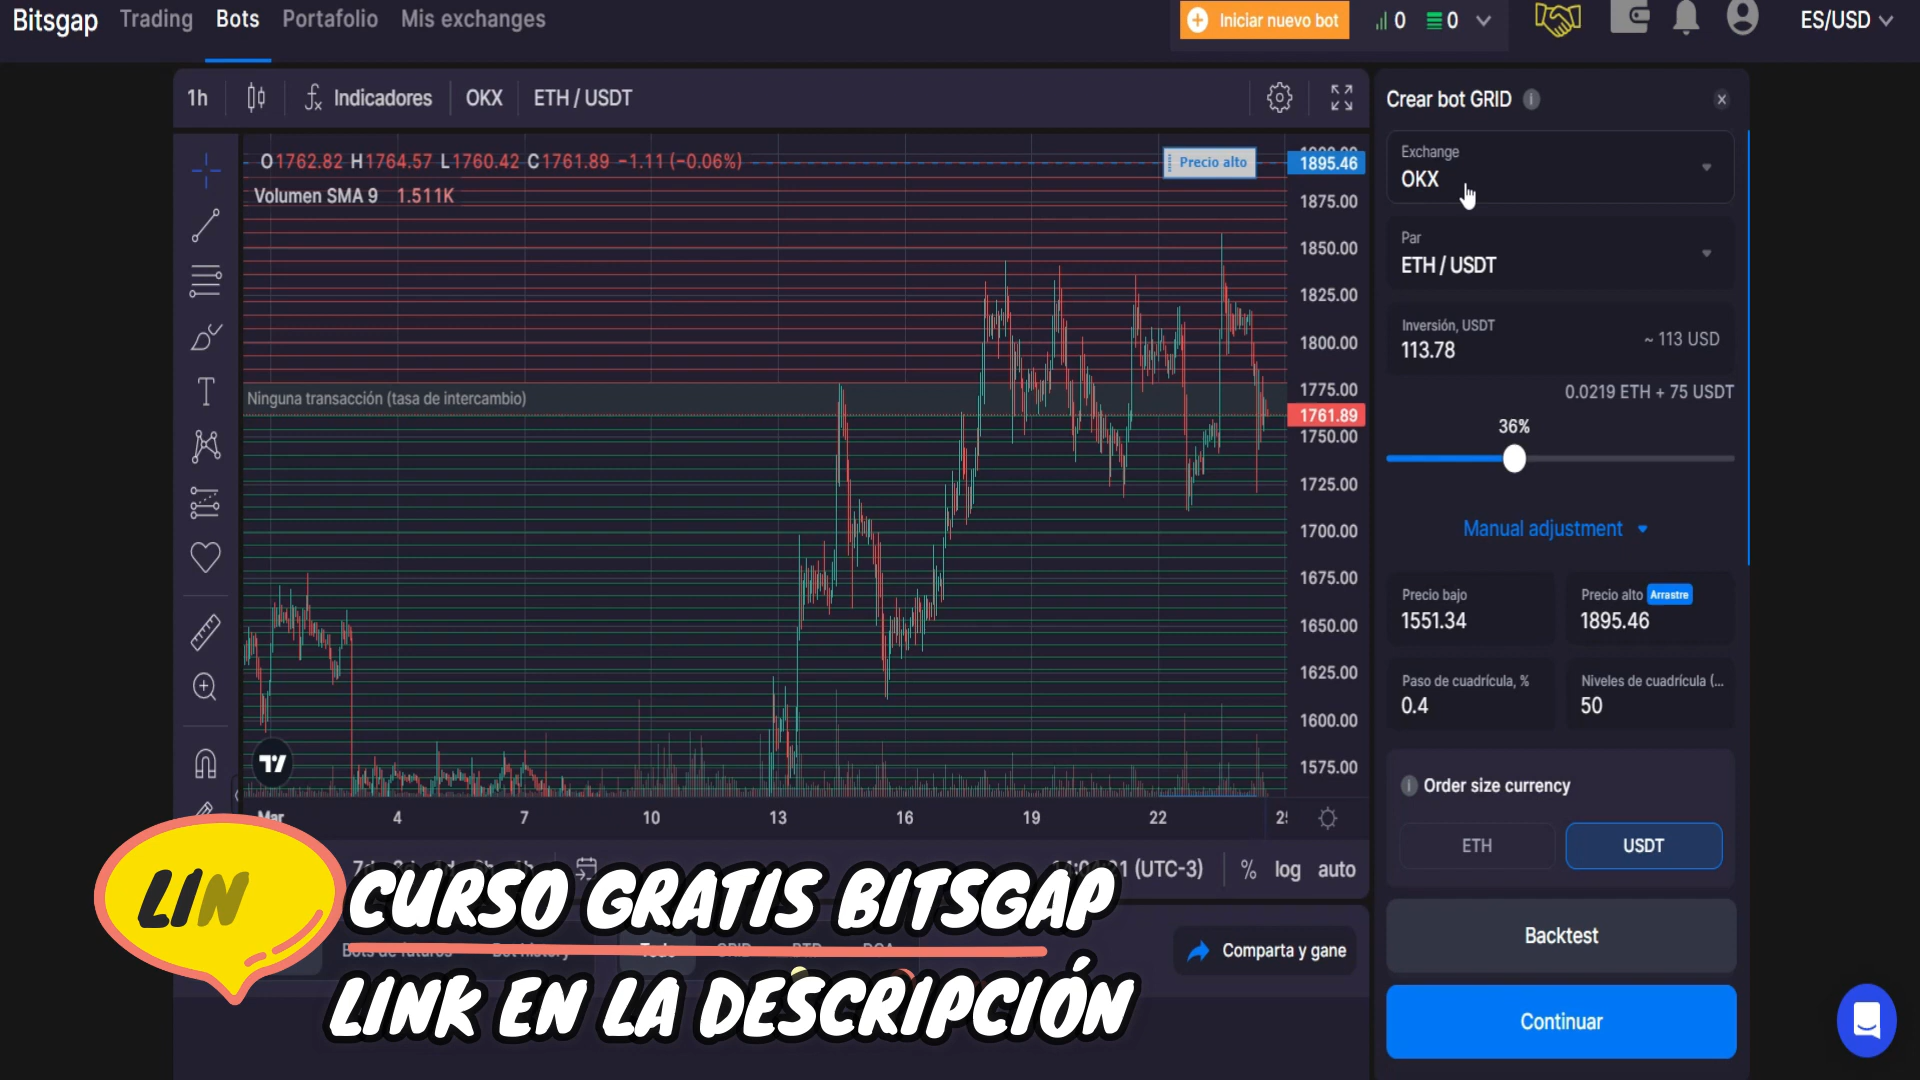 Bitsgap Trading Bots Portafolio Mis exchanges
Iniciar nuevo bot 0 0 ES/USD
1h Indicadores OKX ETH / USDT
O1762.82 H1764.57 L1760.42 C1761.89 −1.11 (−0.06%)
Volumen SMA 9 1.511K
Precio alto 1895.46
1875.00
1850.00
1825.00
1800.00
1775.00
Ninguna transacción (tasa de intercambio)
1761.89
1750.00
1725.00
1700.00
1675.00
1650.00
1625.00
1600.00
1575.00
Mar 4 7 10 13 16 19 22
(UTC-3) % log auto
Crear bot GRID
Exchange
OKX
Par
ETH / USDT
Inversión, USDT
113.78 ~ 113 USD
0.0219 ETH + 75 USDT
36%
Manual adjustment
Precio bajo
1551.34
Precio alto Arrastre
1895.46
Paso de cuadrícula, %
0.4
Niveles de cuadrícula (...
50
Order size currency
ETH USDT
Backtest
Continuar
Comparta y gane
LIN
CURSO GRATIS BITSGAP
LINK EN LA DESCRIPCIÓN